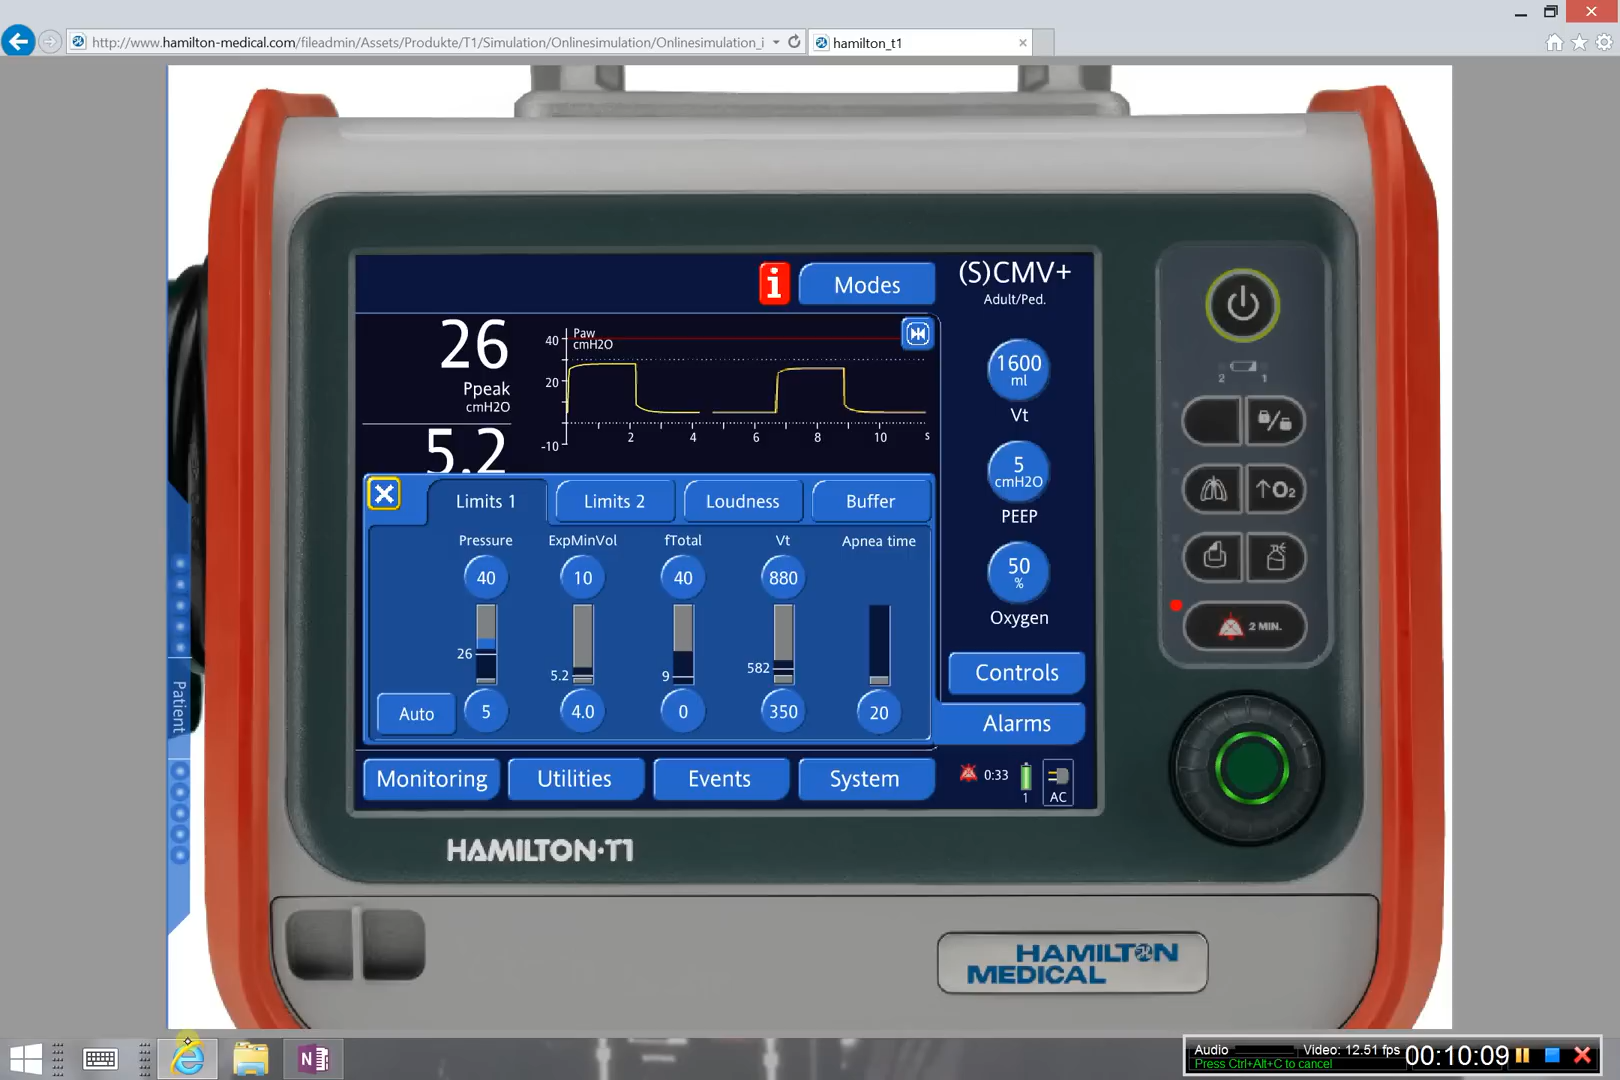 http://www.hamilton-medical.com/fileadmin/Assets/Produkte/T1/Simulation/Onlinesimulation/Onlinesimulation_i
hamilton_t1
i
Modes
(S)CMV+
Adult/Ped.
26
Ppeak
cmH2O
5.2
Paw
cmH2O
40
20
-10
2
4
6
8
10
s
1600
ml
Vt
5
cmH2O
PEEP
50
%
Oxygen
Controls
Alarms
Limits 1
Limits 2
Loudness
Buffer
Pressure
ExpMinVol
fTotal
Vt
Apnea time
40
10
40
880
26
5.2
9
582
Auto
5
4.0
0
350
20
Monitoring
Utilities
Events
System
0:33
1
AC
2
1
O2
2 MIN.
Patient
HAMILTON·T1
HAMILTON
MEDICAL
N
Audio
Video: 12.51 fps
00:10:09
Press Ctrl+Alt+C to cancel